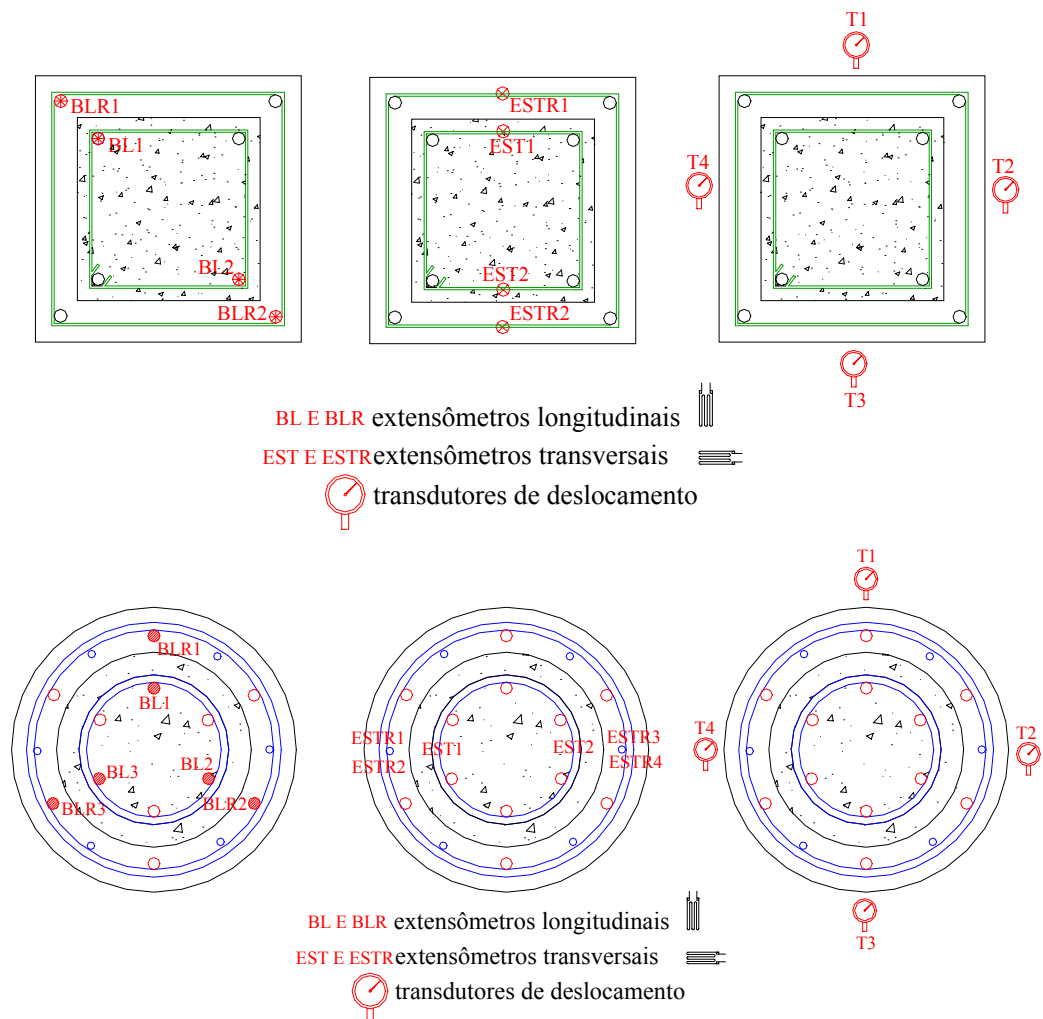 T1
BLR1
BL1
BL2
BLR2
ESTR1
EST1
EST2
ESTR2
T4
T2
T3
BL E BLR extensômetros longitudinais
EST E ESTR extensômetros transversais
transdutores de deslocamento
T1
BLR1
BL1
BL3
BL2
BLR3
BLR2
ESTR1
EST1
EST2
ESTR3
ESTR2
ESTR4
T4
T2
T3
BL E BLR extensômetros longitudinais
EST E ESTR extensômetros transversais
transdutores de deslocamento